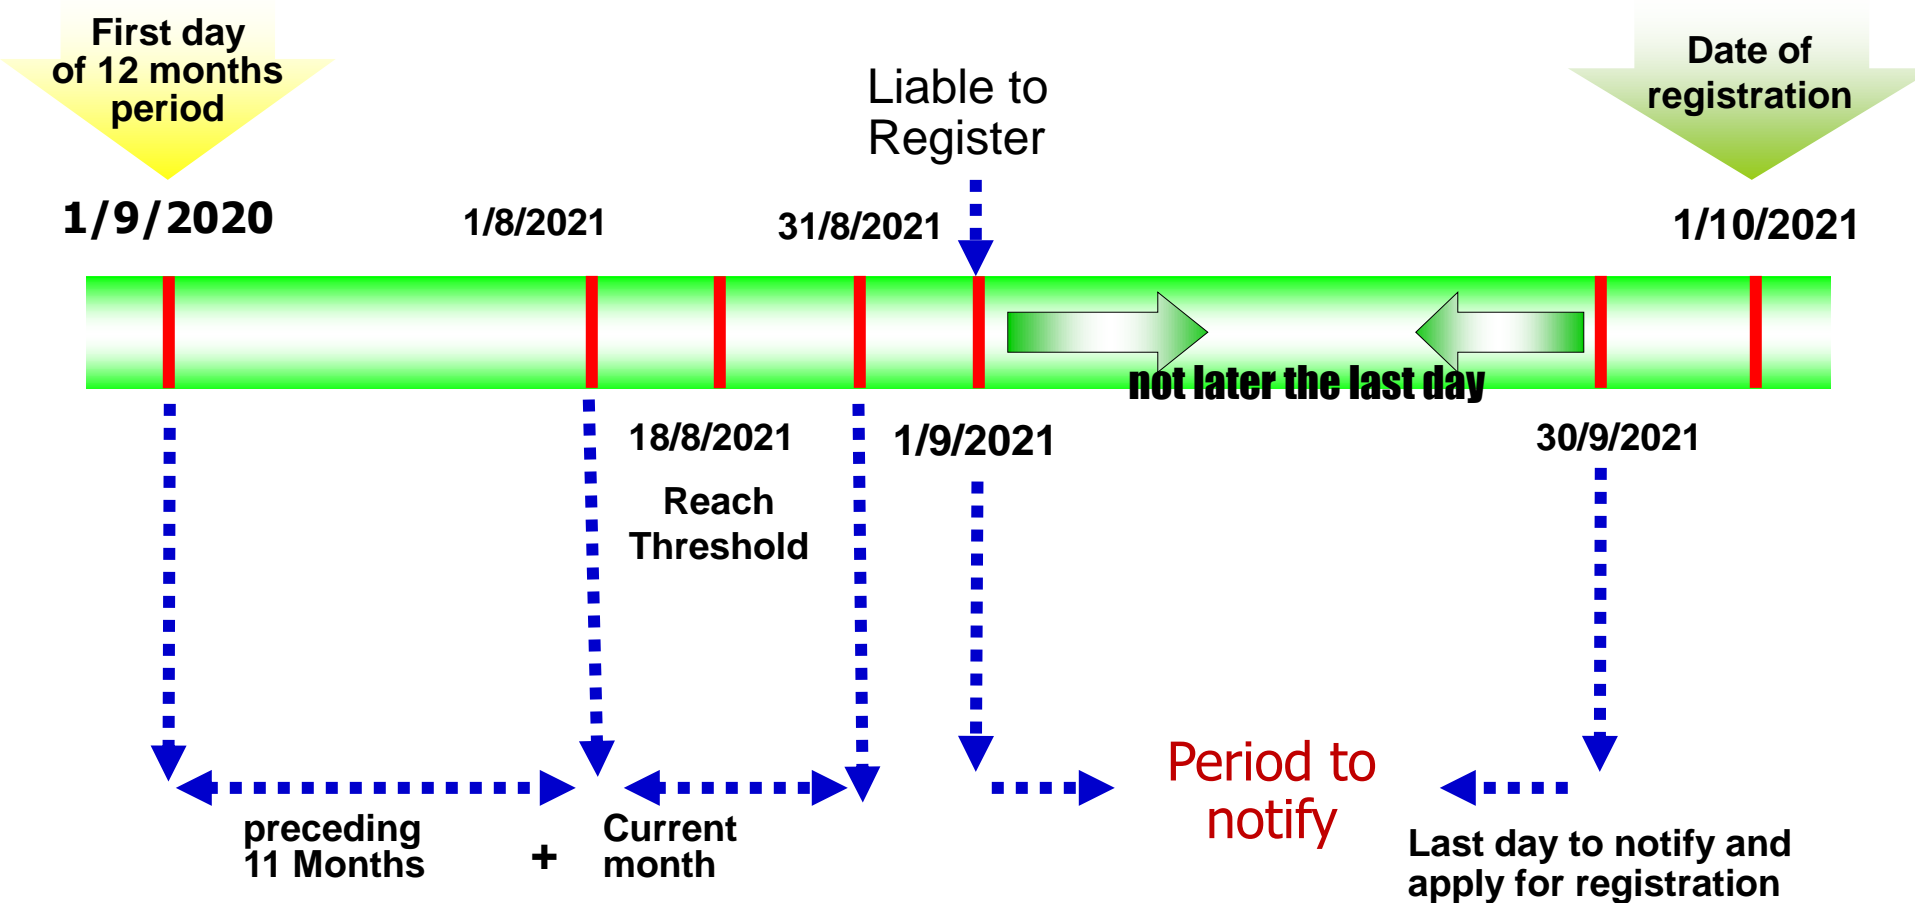 First day
of 12 months
period
Liable to
Register
Date of
registration
1/9/2020
1/8/2021
31/8/2021
1/10/2021
not later the last day
18/8/2021
1/9/2021
30/9/2021
Reach
Threshold
Period to
notify
preceding
11 Months
+
Current
month
Last day to notify and
apply for registration